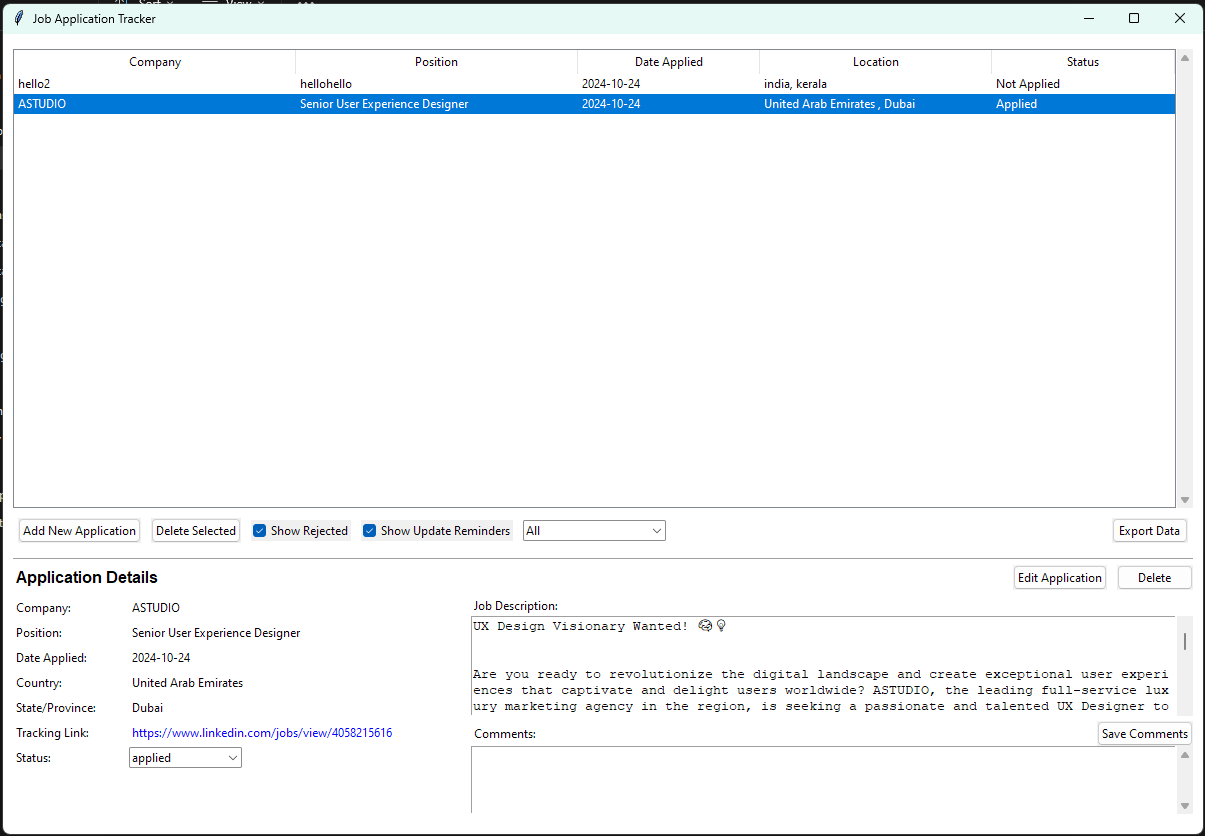 Sort View
Job Application Tracker
Company Position Date Applied Location Status
hello2 hellohello 2024-10-24 india, kerala Not Applied
ASTUDIO Senior User Experience Designer 2024-10-24 United Arab Emirates , Dubai Applied
Add New Application Delete Selected Show Rejected Show Update Reminders All Export Data
Application Details Edit Application Delete
Company: ASTUDIO
Position: Senior User Experience Designer
Date Applied: 2024-10-24
Country: United Arab Emirates
State/Province: Dubai
Tracking Link: https://www.linkedin.com/jobs/view/4058215616
Status: applied
Job Description:
UX Design Visionary Wanted! 🎨💡
Are you ready to revolutionize the digital landscape and create exceptional user experi
ences that captivate and delight users worldwide? ASTUDIO, the leading full-service lux
ury marketing agency in the region, is seeking a passionate and talented UX Designer to
Comments: Save Comments